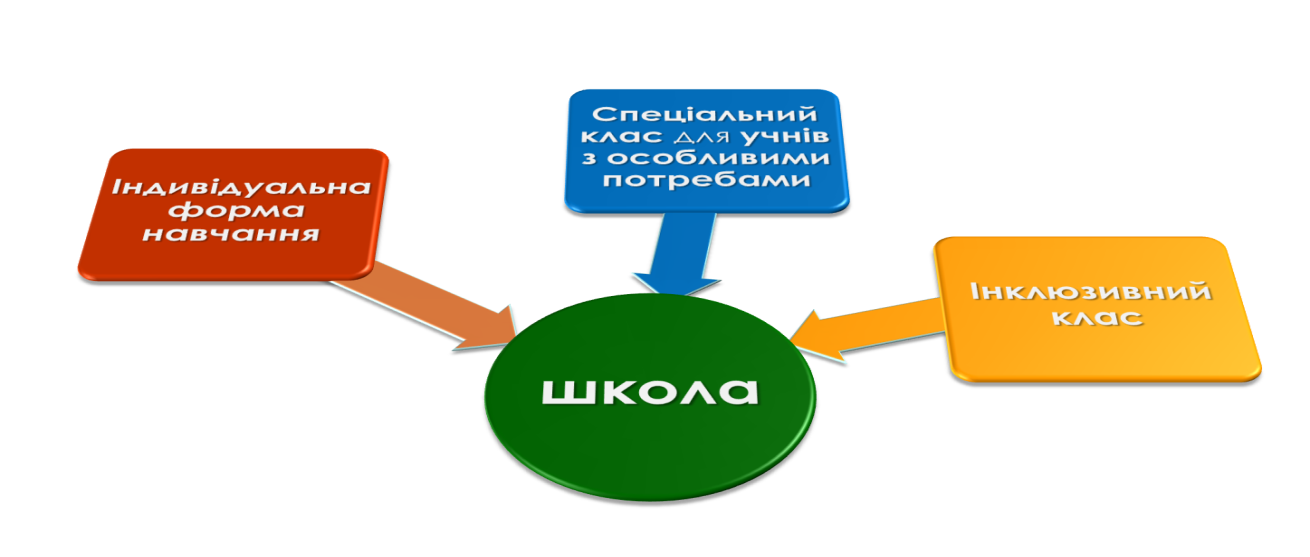 Індивідуальна
форма
навчання
Спеціальний
клас для учнів
з особливими
потребами
Інклюзивний
клас
школа